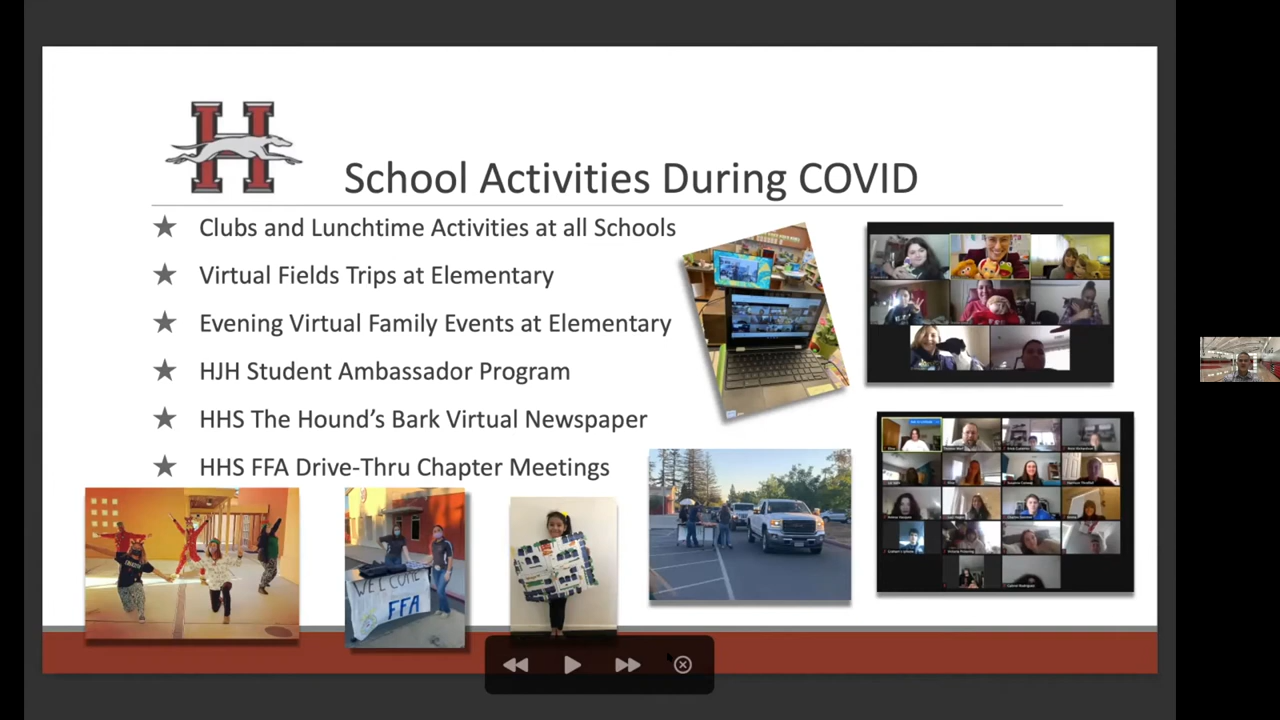 H
School Activities During COVID
Clubs and Lunchtime Activities at all Schools
Virtual Fields Trips at Elementary
Evening Virtual Family Events at Elementary
HJH Student Ambassador Program
HHS The Hound's Bark Virtual Newspaper
HHS FFA Drive-Thru Chapter Meetings
WELCOME
FFA